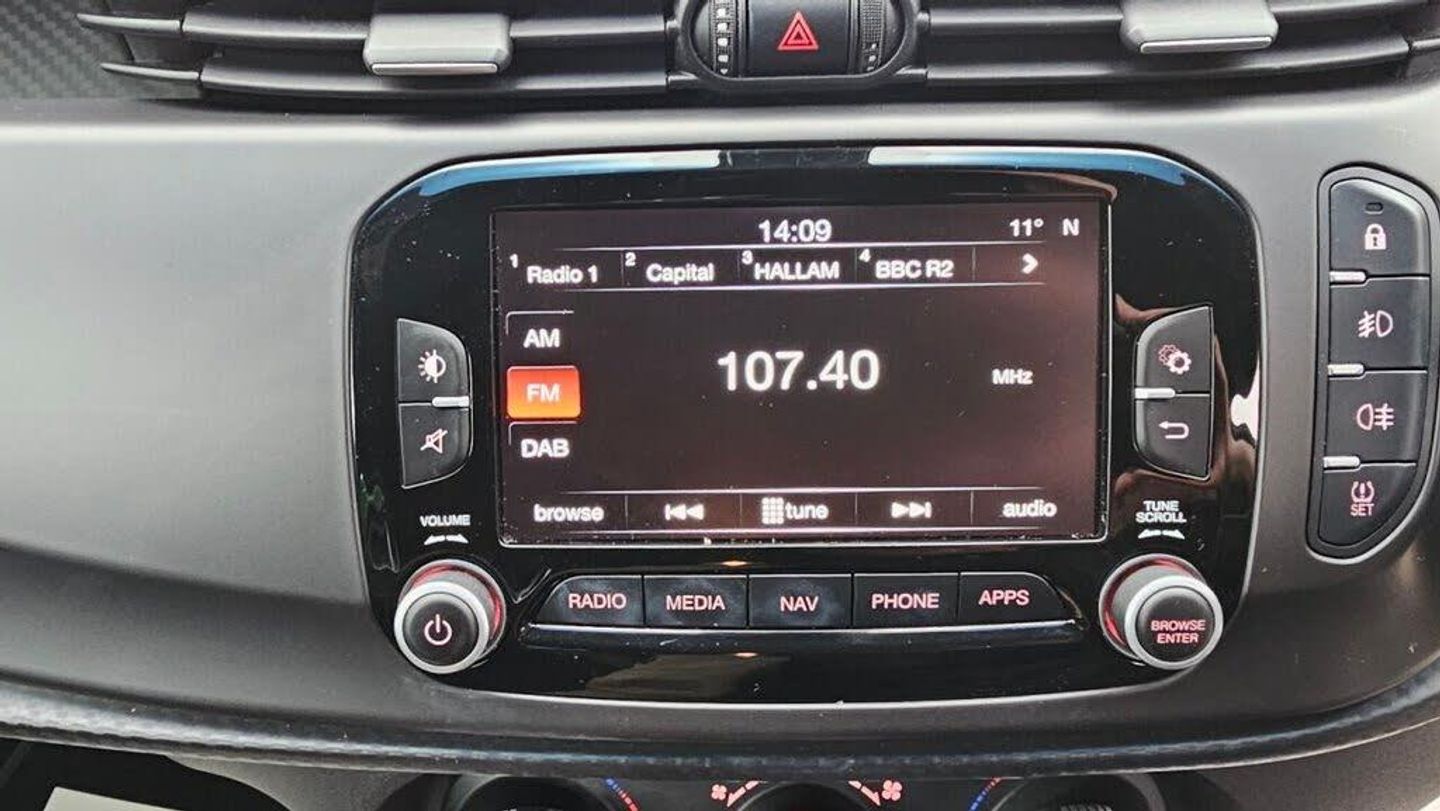 14:09 11° N
1 Radio 1 2 Capital 3 HALLAM 4 BBC R2
AM
107.40 MHz
FM
DAB
browse tune audio
VOLUME
TUNE
SCROLL
RADIO MEDIA NAV PHONE APPS
BROWSE
ENTER
SET